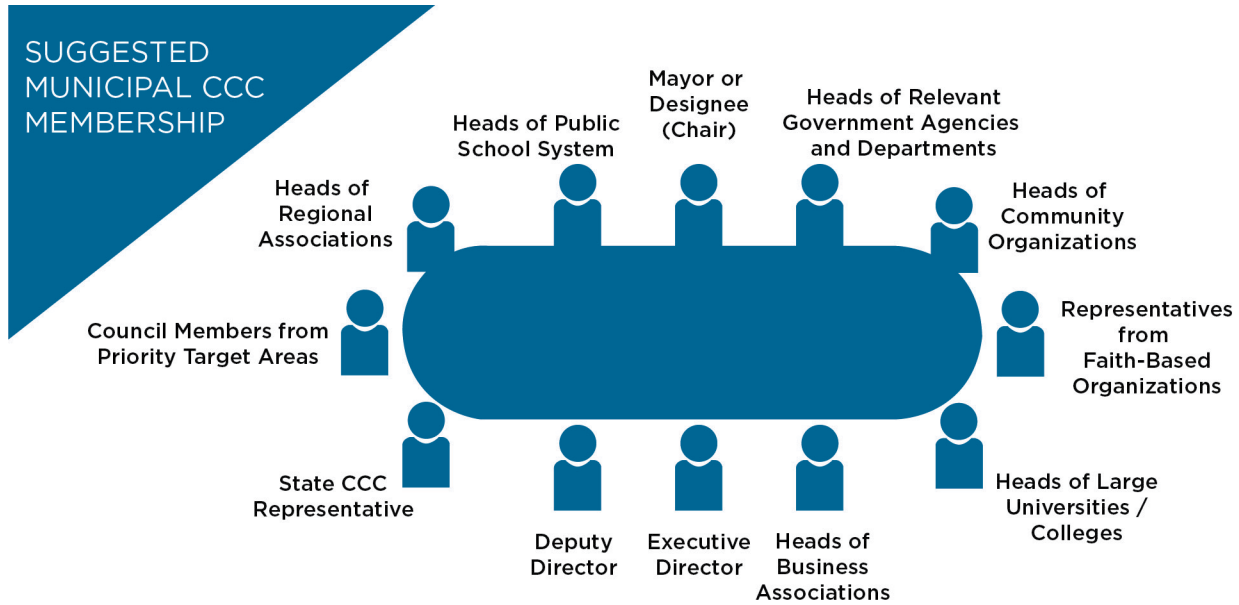 SUGGESTED
MUNICIPAL CCC
MEMBERSHIP
Mayor or
Designee
(Chair)
Heads of Public
School System
Heads of Relevant
Government Agencies
and Departments
Heads of
Regional
Associations
Heads of
Community
Organizations
Council Members from
Priority Target Areas
Representatives
from
Faith-Based
Organizations
State CCC
Representative
Deputy
Director
Executive
Director
Heads of
Business
Associations
Heads of Large
Universities /
Colleges